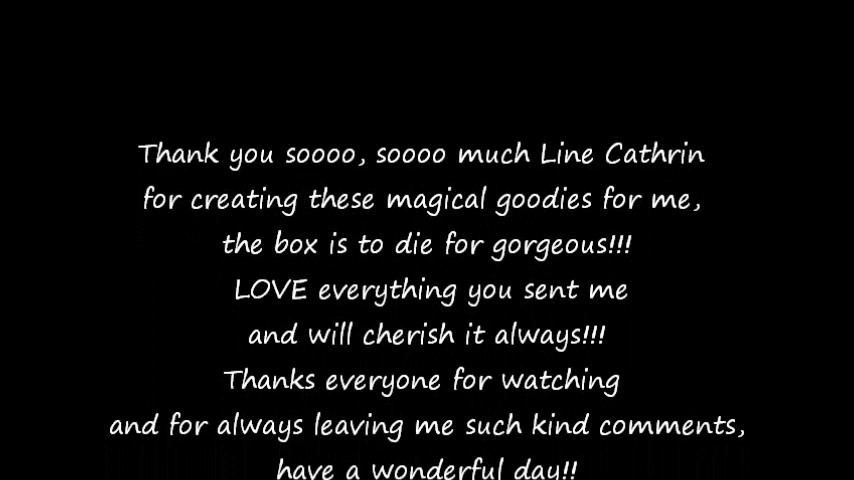 Thank you soooo, soooo much Line Cathrin
for creating these magical goodies for me,
the box is to die for gorgeous!!!
LOVE everything you sent me
and will cherish it always!!!
Thanks everyone for watching
and for always leaving me such kind comments,
have a wonderful day!!